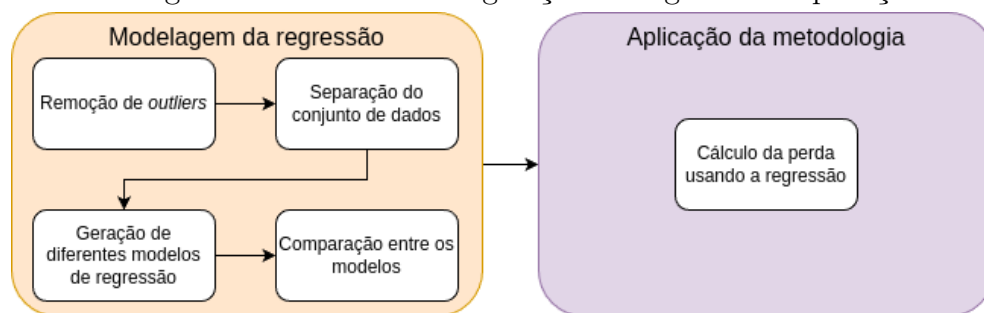 Modelagem da regressão
Aplicação da metodologia
Remoção de outliers
Separação do
conjunto de dados
Cálculo da perda
usando a regressão
Geração de
diferentes modelos
de regressão
Comparação entre os
modelos